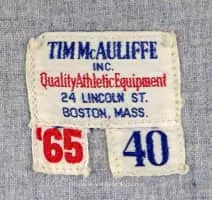 TIM McAULIFFE
INC.
Quality Athletic Equipment
24 LINCOLN ST.
BOSTON, MASS.
'65
40